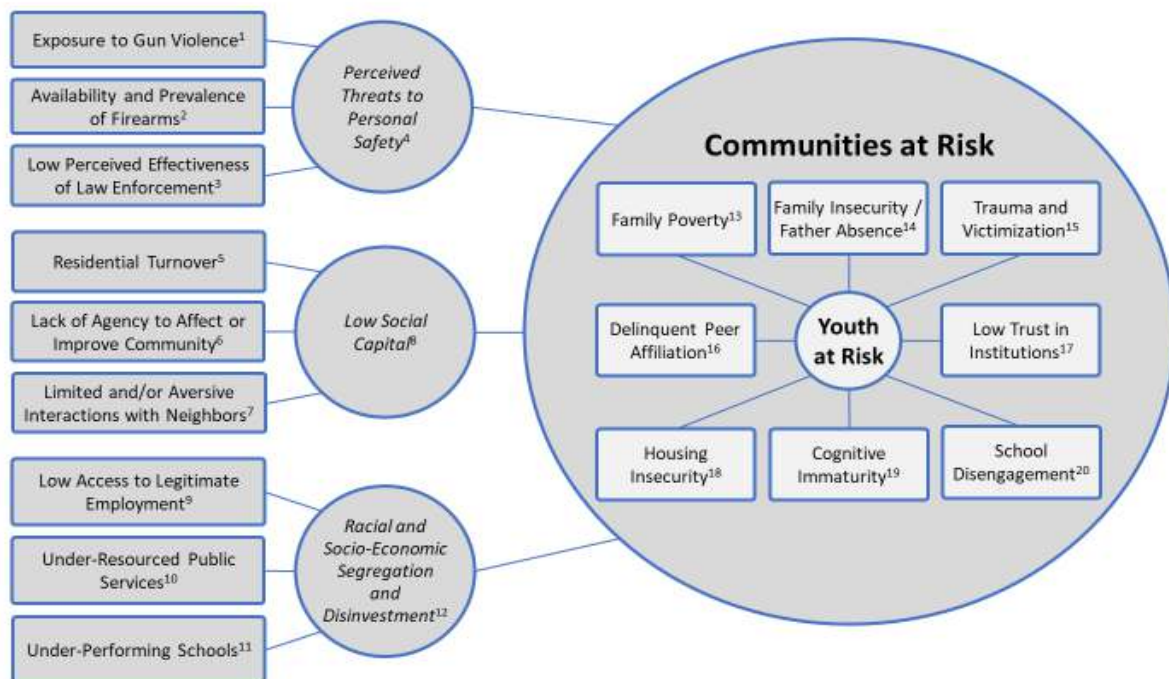 Exposure to Gun Violence¹
Availability and Prevalence
of Firearms²
Low Perceived Effectiveness
of Law Enforcement³
Perceived
Threats to
Personal
Safety⁴
Residential Turnover⁵
Lack of Agency to Affect or
Improve Community⁶
Limited and/or Aversive
Interactions with Neighbors⁷
Low Social
Capital⁸
Low Access to Legitimate
Employment⁹
Under-Resourced Public
Services¹⁰
Under-Performing Schools¹¹
Racial and
Socio-Economic
Segregation
and
Disinvestment¹²
Communities at Risk
Family Poverty¹³
Family Insecurity /
Father Absence¹⁴
Trauma and
Victimization¹⁵
Delinquent Peer
Affiliation¹⁶
Youth
at Risk
Low Trust in
Institutions¹⁷
Housing
Insecurity¹⁸
Cognitive
Immaturity¹⁹
School
Disengagement²⁰